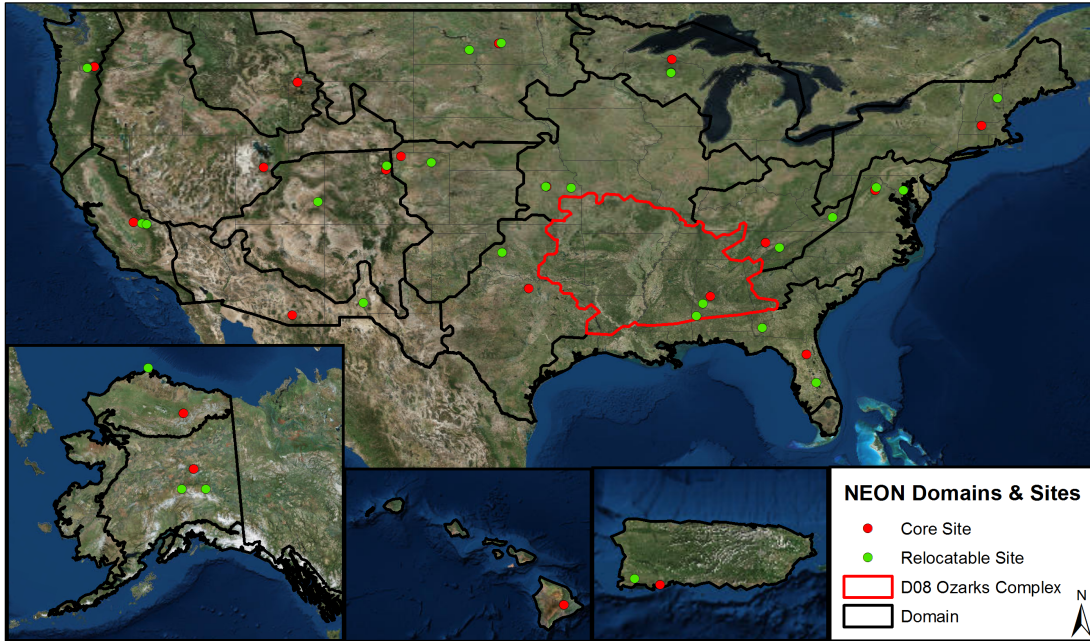 NEON Domains & Sites
Core Site
Relocatable Site
D08 Ozarks Complex
Domain
N